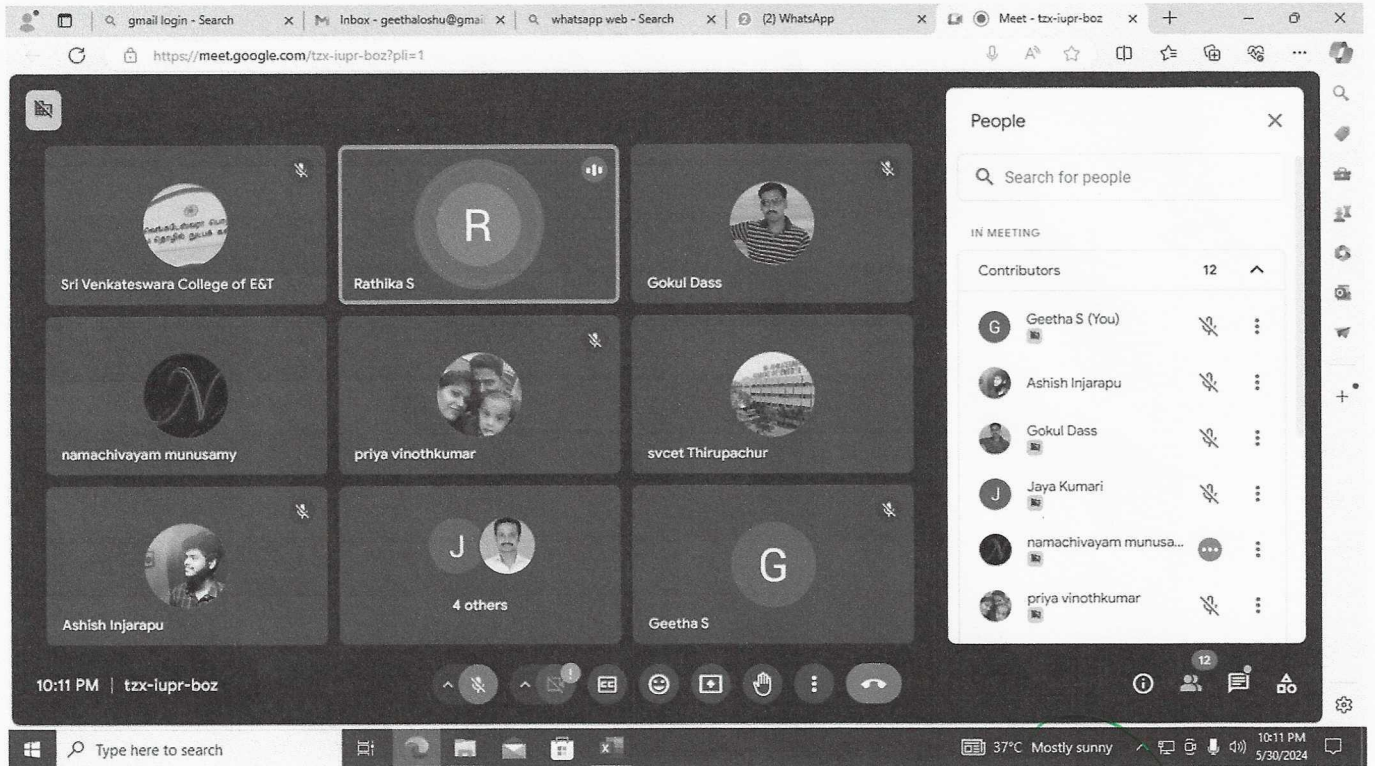 gmail login - Search
Inbox - geethaloshu@gmai
whatsapp web - Search
(2) WhatsApp
Meet - tzx-iupr-boz
https://meet.google.com/tzx-iupr-boz?pli=1
Sri Venkateswara College of E&T
R
Rathika S
Gokul Dass
namachivayam munusamy
priya vinothkumar
svcet Thirupachur
Ashish Injarapu
J
4 others
G
Geetha S
People
Search for people
IN MEETING
Contributors 12
G Geetha S (You)
Ashish Injarapu
Gokul Dass
J Jaya Kumari
namachivayam munusa...
priya vinothkumar
10:11 PM | tzx-iupr-boz
12
Type here to search
37°C Mostly sunny
10:11 PM
5/30/2024